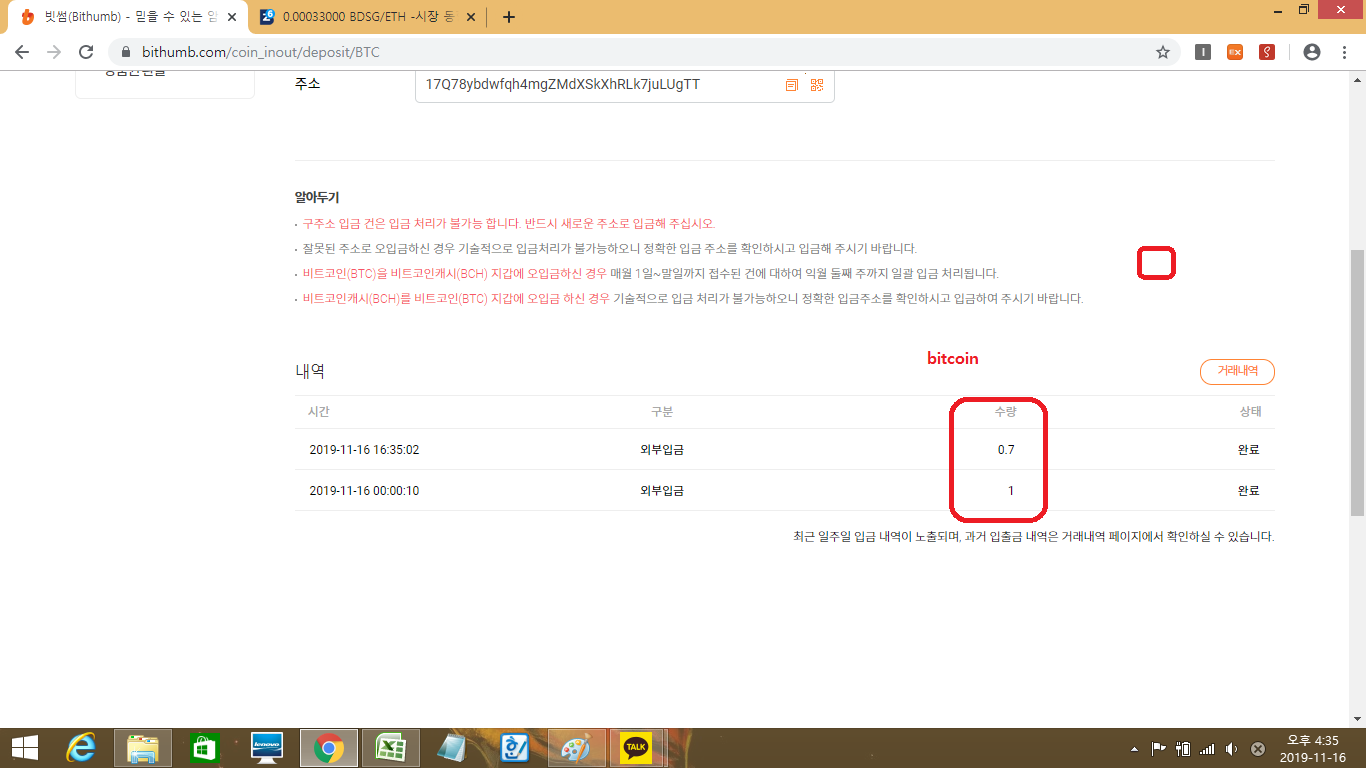 빗썸(Bithumb) - 믿을 수 있는 암
0.00033000 BDSG/ETH -시장 동
bithumb.com/coin_inout/deposit/BTC
주소
17Q78ybdwfqh4mgZMdXSkXhRLk7juLUgTT
알아두기
· 구주소 입금 건은 입금 처리가 불가능 합니다. 반드시 새로운 주소로 입금해 주십시오.
· 잘못된 주소로 오입금하신 경우 기술적으로 입금처리가 불가능하오니 정확한 입금 주소를 확인하시고 입금해 주시기 바랍니다.
· 비트코인(BTC)을 비트코인캐시(BCH) 지갑에 오입금하신 경우 매월 1일~말일까지 접수된 건에 대하여 익월 둘째 주까지 일괄 입금 처리됩니다.
· 비트코인캐시(BCH)를 비트코인(BTC) 지갑에 오입금 하신 경우 기술적으로 입금 처리가 불가능하오니 정확한 입금주소를 확인하시고 입금하여 주시기 바랍니다.
bitcoin
내역
거래내역
시간 구분 수량 상태
2019-11-16 16:35:02 외부입금 0.7 완료
2019-11-16 00:00:10 외부입금 1 완료
최근 일주일 입금 내역이 노출되며, 과거 입출금 내역은 거래내역 페이지에서 확인하실 수 있습니다.
lenovo
TALK
오후 4:35
2019-11-16